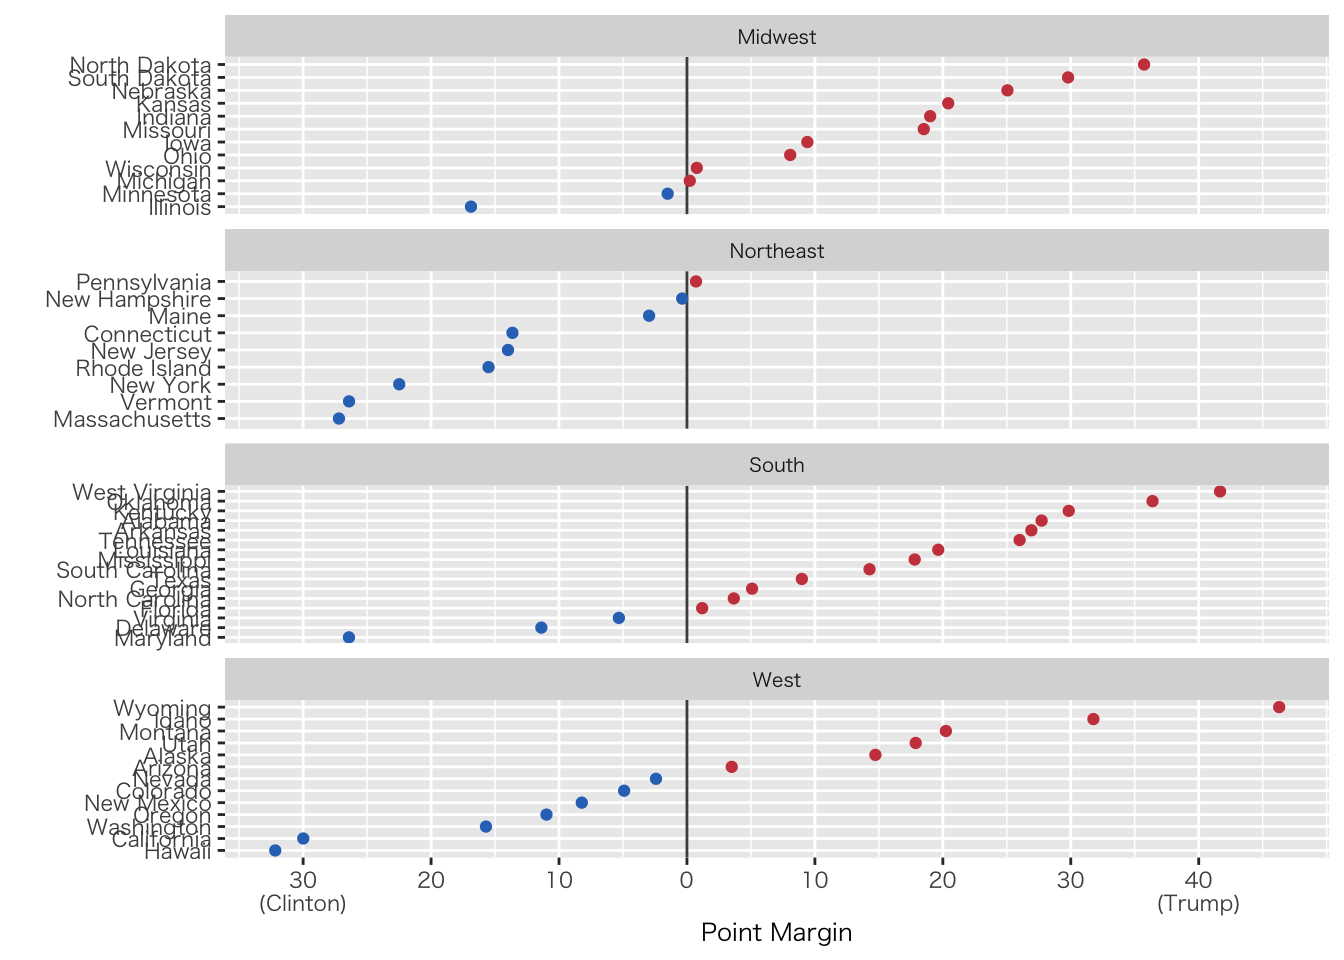 Midwest
North Dakota
South Dakota
Nebraska
Kansas
Indiana
Missouri
Iowa
Ohio
Wisconsin
Michigan
Minnesota
Illinois
Northeast
Pennsylvania
New Hampshire
Maine
Connecticut
New Jersey
Rhode Island
New York
Vermont
Massachusetts
South
West Virginia
Oklahoma
Kentucky
Alabama
Arkansas
Tennessee
Louisiana
Mississippi
South Carolina
Texas
Georgia
North Carolina
Florida
Virginia
Delaware
Maryland
West
Wyoming
Idaho
Montana
Utah
Alaska
Arizona
Nevada
Colorado
New Mexico
Oregon
Washington
California
Hawaii
30 20 10 0 10 20 30 40
(Clinton) (Trump)
Point Margin